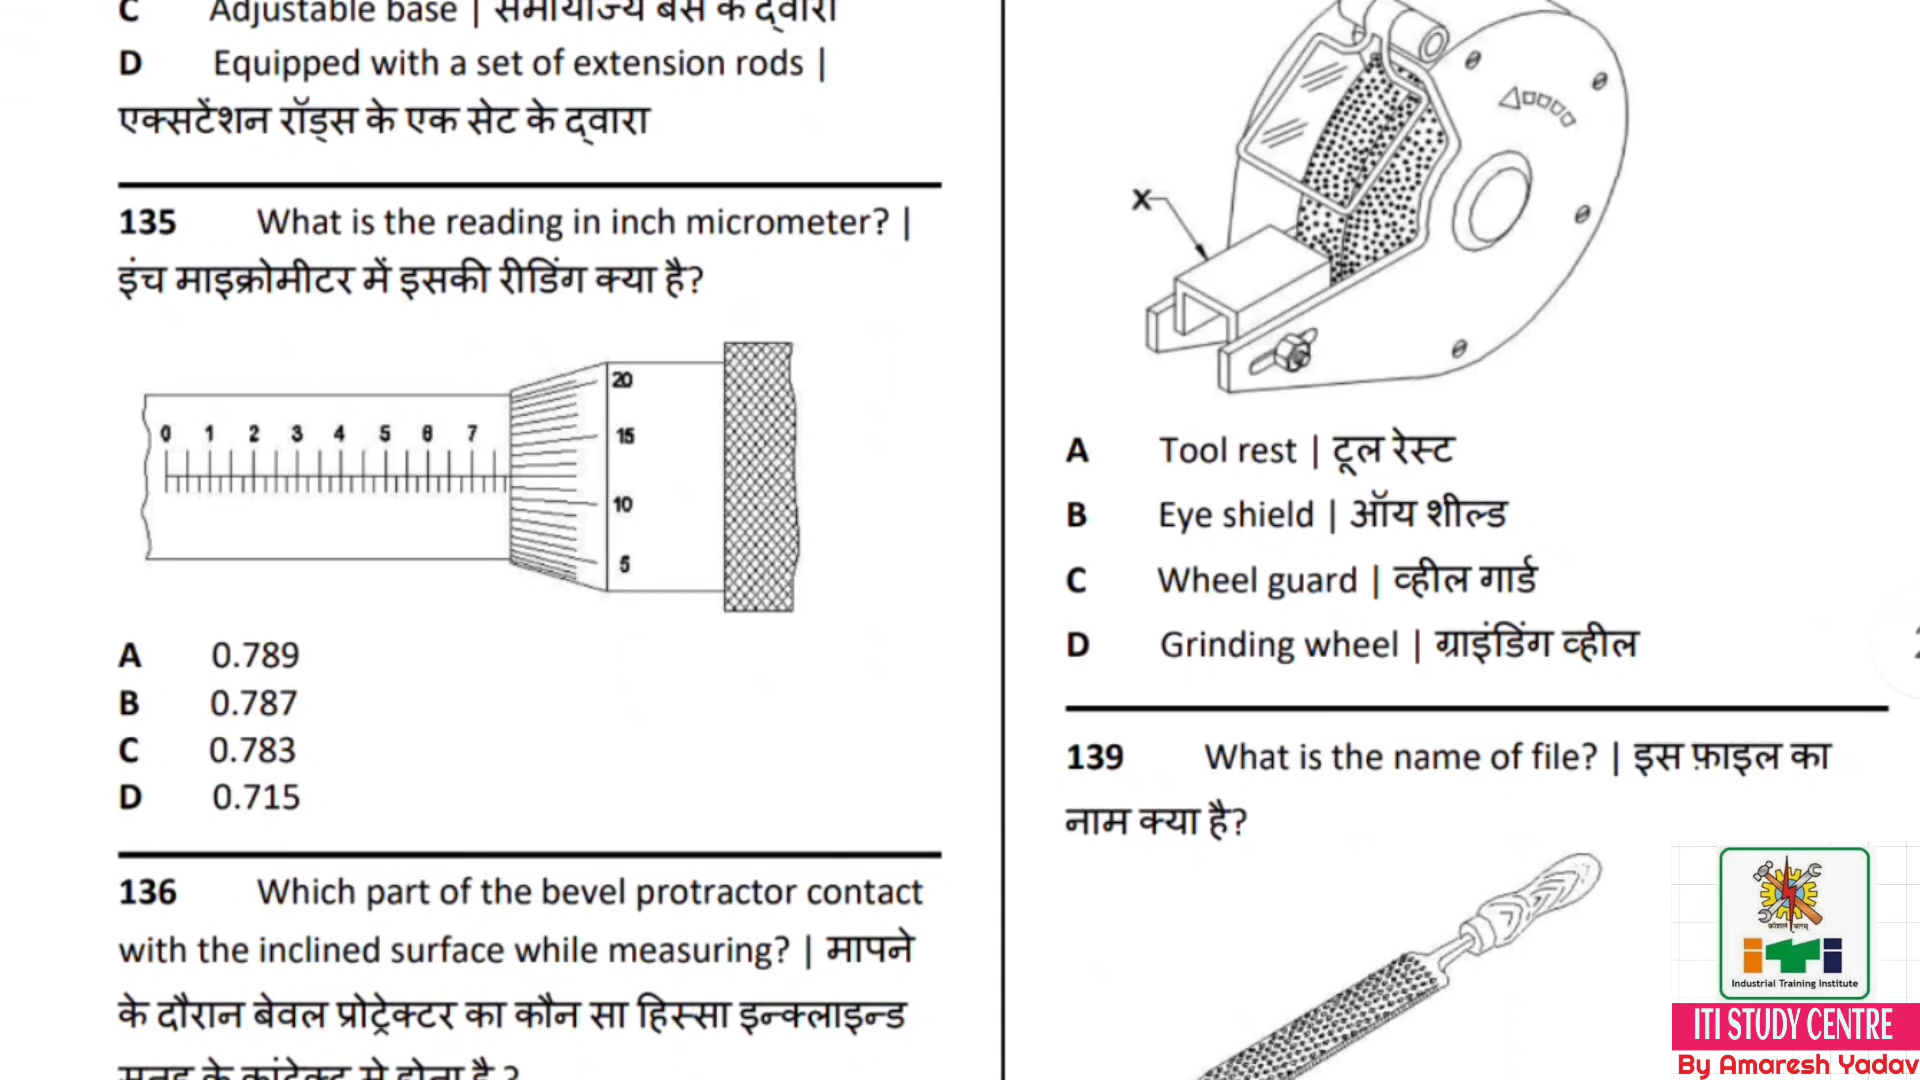 C Adjustable base | समायोज्य बेस के द्वारा
D Equipped with a set of extension rods |
एक्सटेंशन रॉड्स के एक सेट के द्वारा
135 What is the reading in inch micrometer? |
इंच माइक्रोमीटर में इसकी रीडिंग क्या है?
0 1 2 3 4 5 6 7
20
15
10
5
A 0.789
B 0.787
C 0.783
D 0.715
136 Which part of the bevel protractor contact
with the inclined surface while measuring? | मापने
के दौरान बेवल प्रोट्रेक्टर का कौन सा हिस्सा इन्क्लाइन्ड
सतह के कांटेक्ट मे होता है ?
X
A Tool rest | टूल रेस्ट
B Eye shield | ऑय शील्ड
C Wheel guard | व्हील गार्ड
D Grinding wheel | ग्राइंडिंग व्हील
139 What is the name of file? | इस फ़ाइल का
नाम क्या है?
iTi
Industrial Training Institute
ITI STUDY CENTRE
By Amaresh Yadav